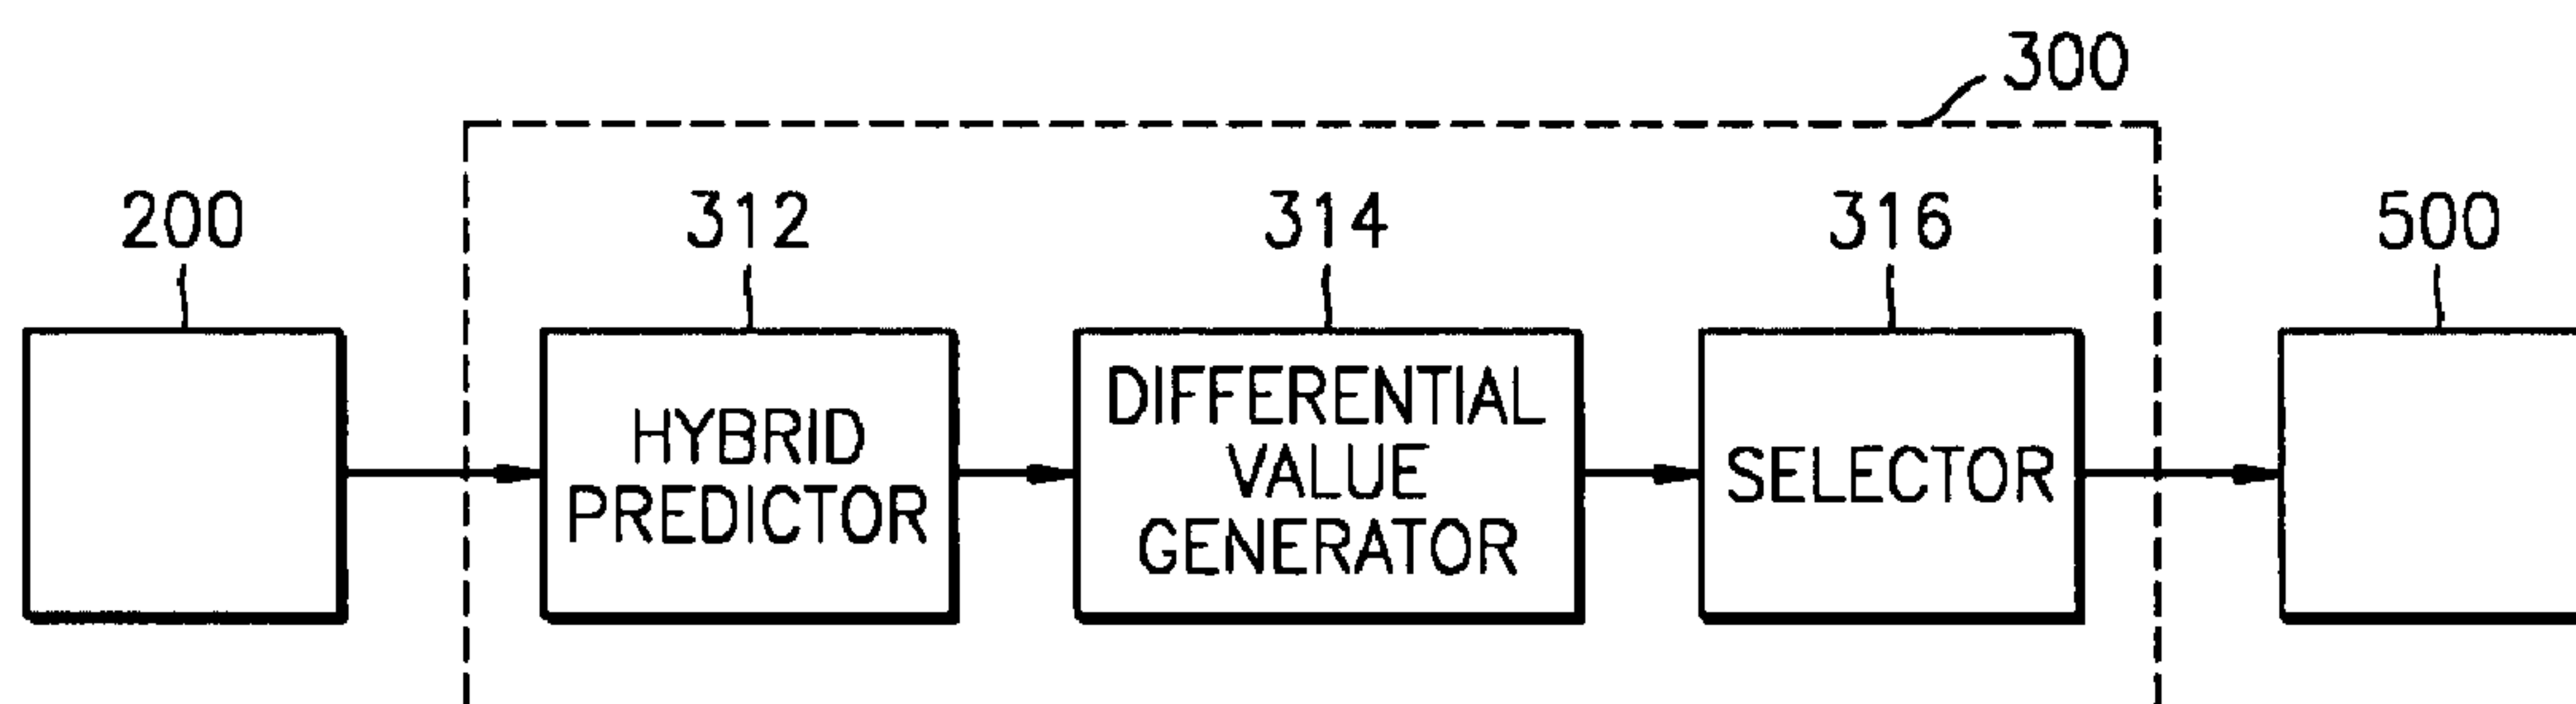 300
200
312
314
316
500
HYBRID
PREDICTOR
DIFFERENTIAL
VALUE
GENERATOR
SELECTOR